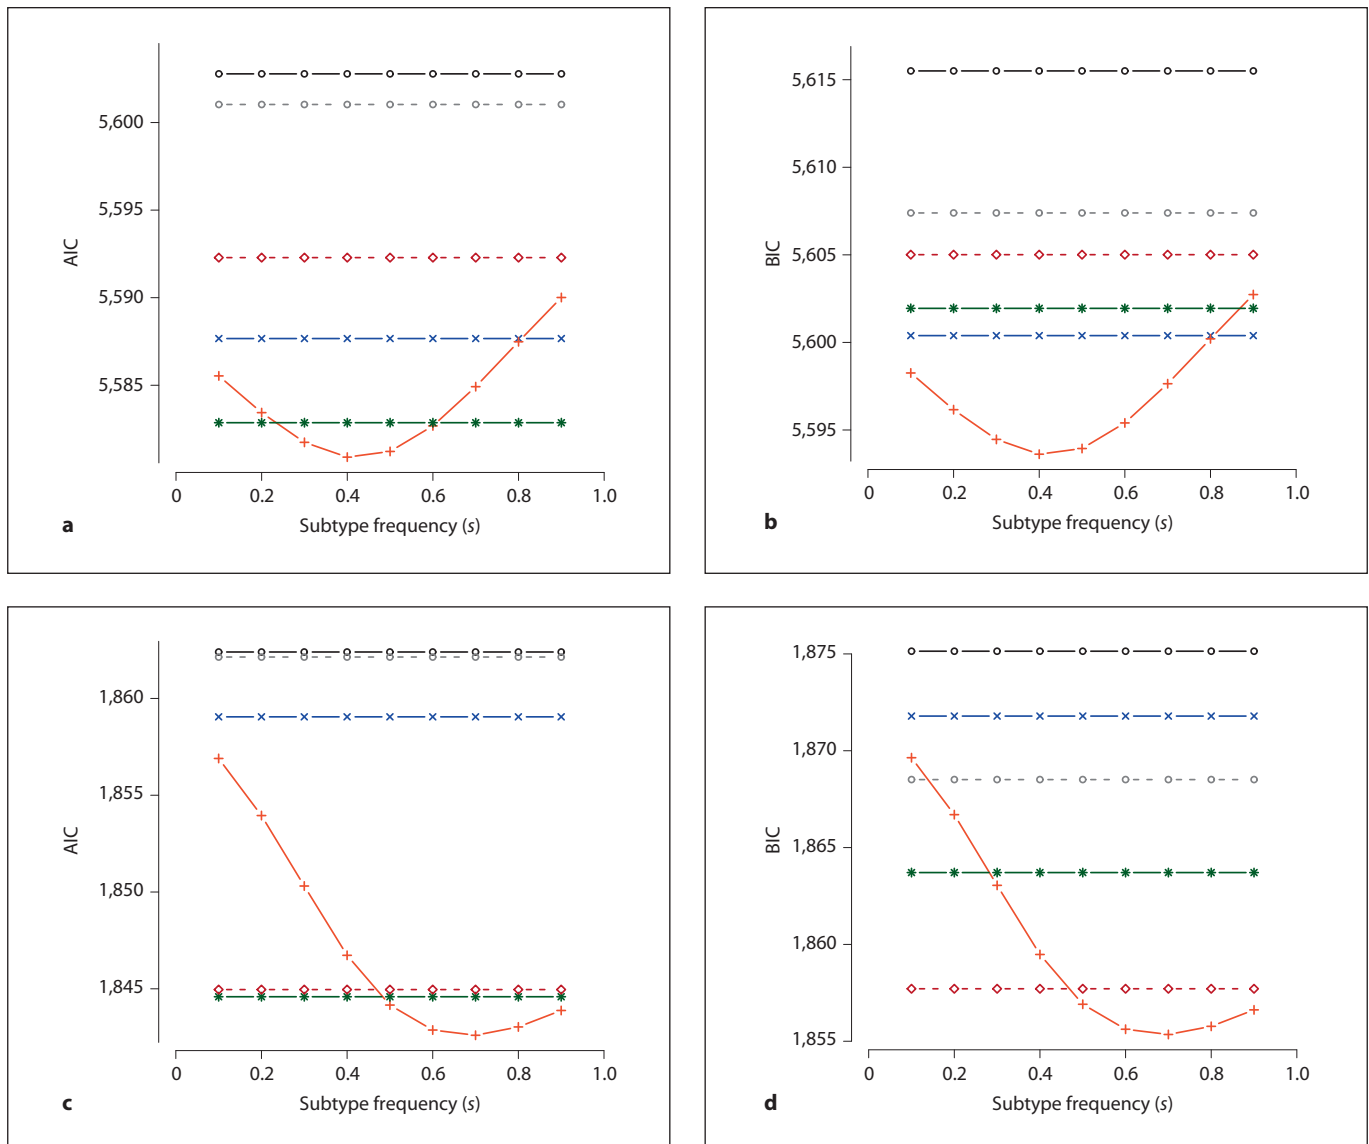 AIC
5,600
5,595
5,590
5,585
0 0.2 0.4 0.6 0.8 1.0
Subtype frequency (s)
a
BIC
5,615
5,610
5,605
5,600
5,595
0 0.2 0.4 0.6 0.8 1.0
Subtype frequency (s)
b
AIC
1,860
1,855
1,850
1,845
0 0.2 0.4 0.6 0.8 1.0
Subtype frequency (s)
c
BIC
1,875
1,870
1,865
1,860
1,855
0 0.2 0.4 0.6 0.8 1.0
Subtype frequency (s)
d